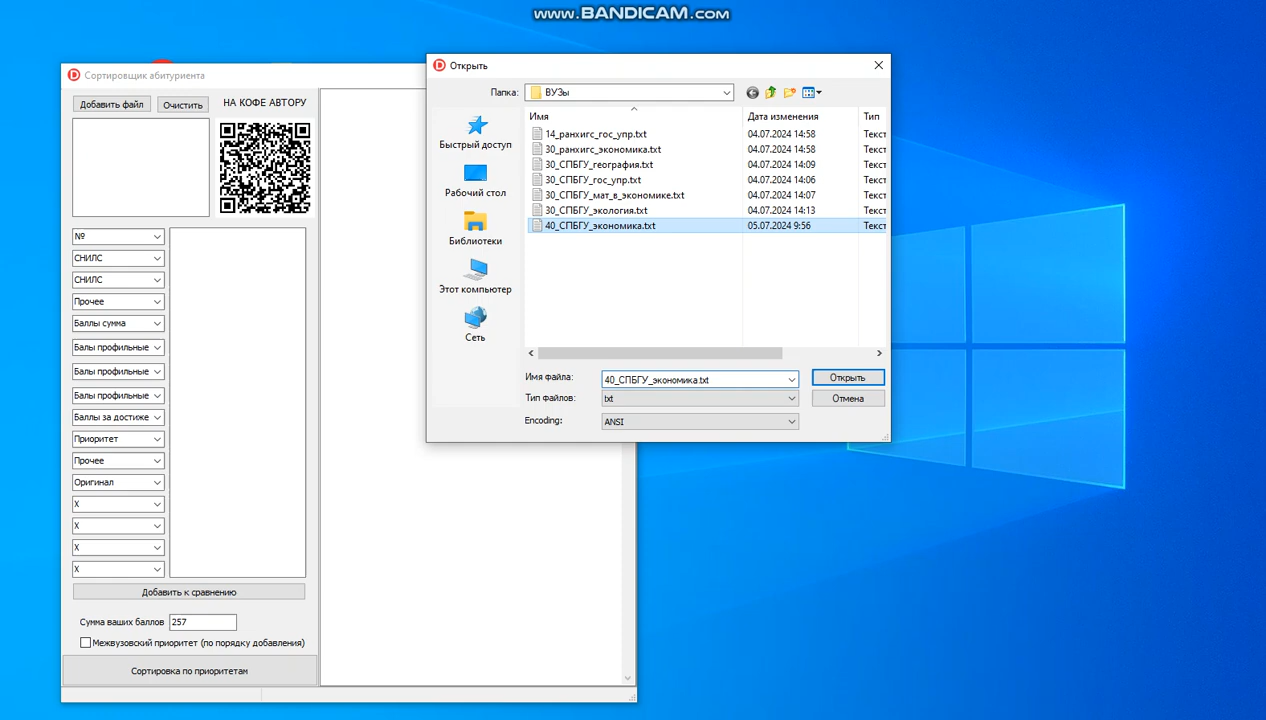 www.BANDICAM.com
Сортировщик абитуриента
Добавить файл
Очистить
НА КОФЕ АВТОРУ
№
СНИЛС
СНИЛС
Прочее
Баллы сумма
Балы профильные
Балы профильные
Балы профильные
Баллы за достиже
Приоритет
Прочее
Оригинал
X
X
X
X
Добавить к сравнению
Сумма ваших баллов 257
Межвузовский приоритет (по порядку добавления)
Сортировка по приоритетам
Открыть
Папка: ВУЗы
Быстрый доступ
Рабочий стол
Библиотеки
Этот компьютер
Сеть
Имя Дата изменения Тип
14_ранхигс_гос_упр.txt 04.07.2024 14:58 Текст
30_ранхигс_экономика.txt 04.07.2024 14:58 Текст
30_СПБГУ_география.txt 04.07.2024 14:09 Текст
30_СПБГУ_гос_упр.txt 04.07.2024 14:06 Текст
30_СПБГУ_мат_в_экономике.txt 04.07.2024 14:07 Текст
30_СПБГУ_экология.txt 04.07.2024 14:13 Текст
40_СПБГУ_экономика.txt 05.07.2024 9:56 Текст
Имя файла: 40_СПБГУ_экономика.txt Открыть
Тип файлов: txt Отмена
Encoding: ANSI